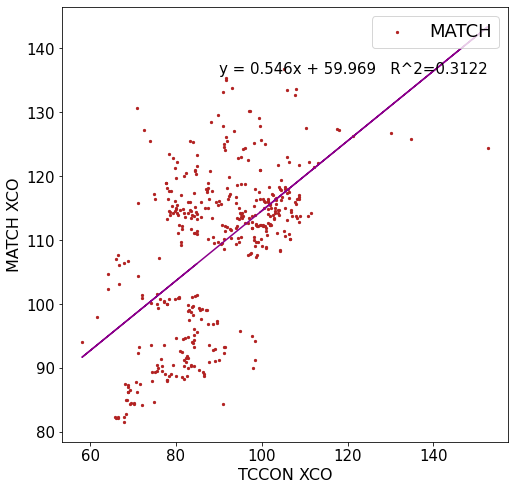 MATCH
y = 0.546x + 59.969 R^2=0.3122
140
130
120
110
100
90
80
MATCH XCO
60 80 100 120 140
TCCON XCO